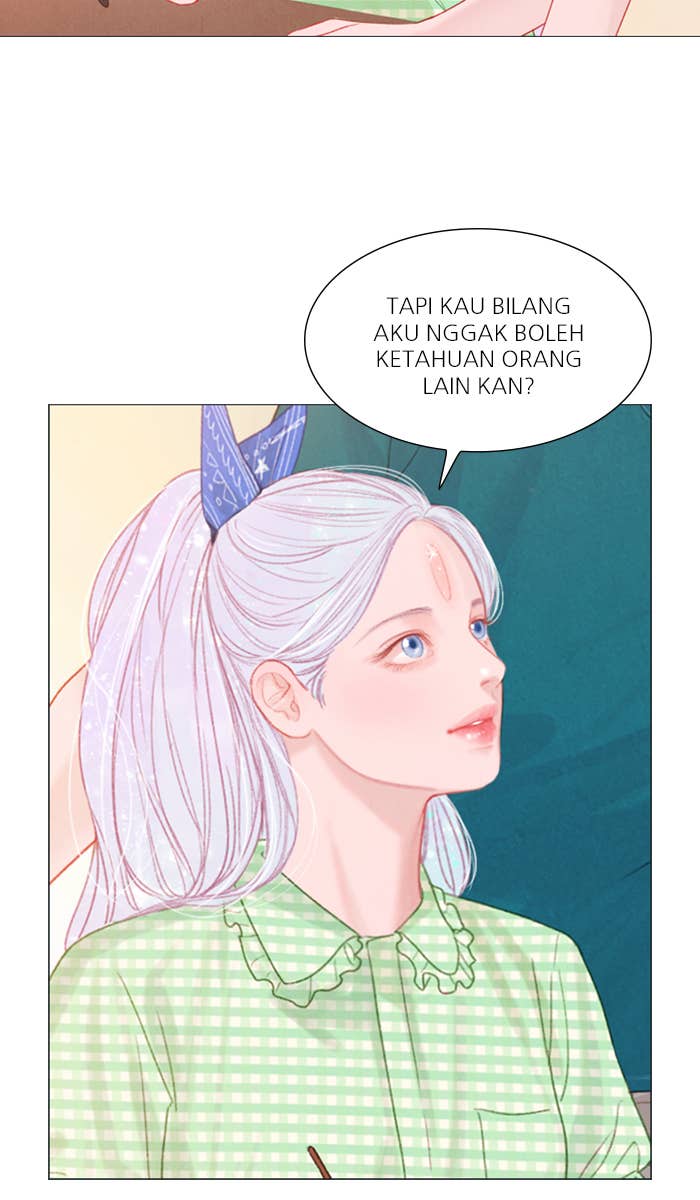 TAPI KAU BILANG
AKU NGGAK BOLEH
KETAHUAN ORANG
LAIN KAN?